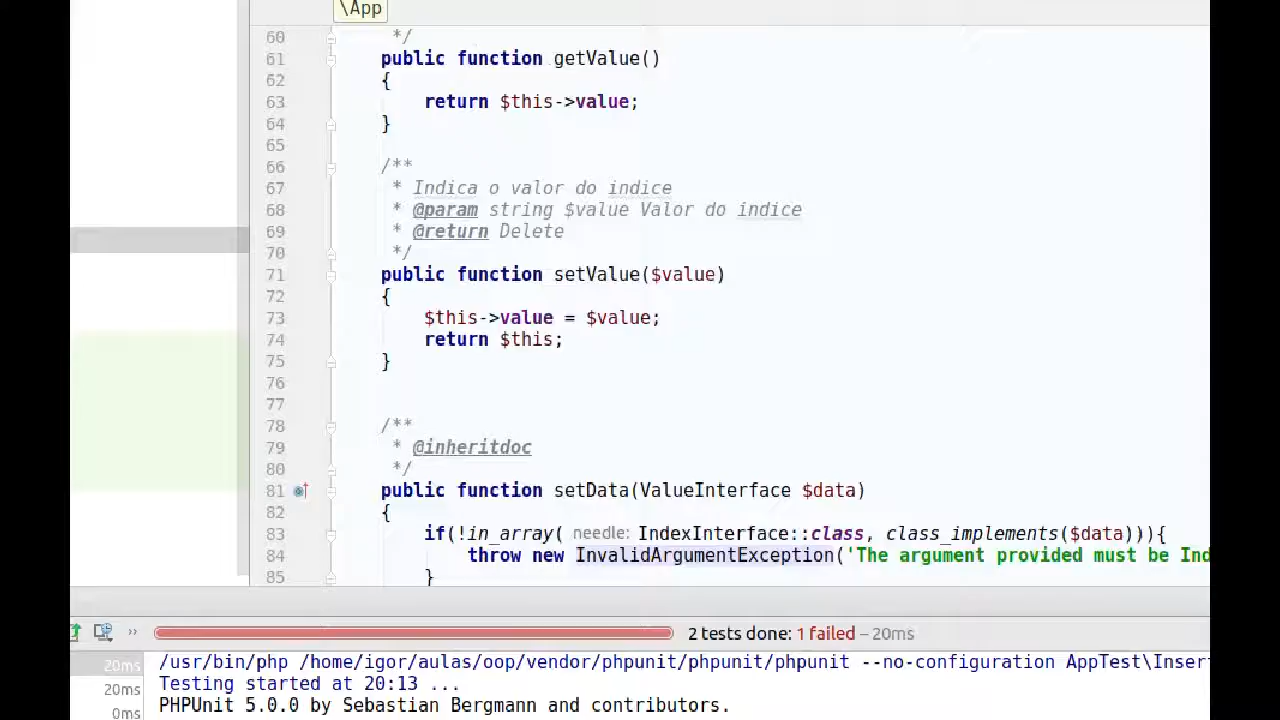 \App
60 */
61 public function getValue()
62 {
63 return $this->value;
64 }
65
66 /**
67 * Indica o valor do indice
68 * @param string $value Valor do indice
69 * @return Delete
70 */
71 public function setValue($value)
72 {
73 $this->value = $value;
74 return $this;
75 }
76
77
78 /**
79 * @inheritdoc
80 */
81 public function setData(ValueInterface $data)
82 {
83 if(!in_array( needle: IndexInterface::class, class_implements($data))){
84 throw new InvalidArgumentException('The argument provided must be Ind
85 }
2 tests done: 1 failed – 20ms
20ms /usr/bin/php /home/igor/aulas/oop/vendor/phpunit/phpunit/phpunit --no-configuration AppTest\Inser
20ms Testing started at 20:13 ...
0ms PHPUnit 5.0.0 by Sebastian Bergmann and contributors.